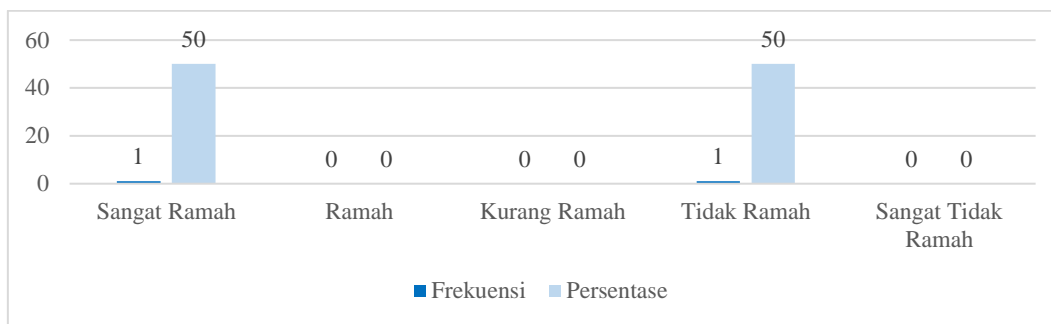 60
50
50
40
20
1
0
0
0
0
1
0
0
0
Sangat Ramah
Ramah
Kurang Ramah
Tidak Ramah
Sangat Tidak
Ramah
Frekuensi
Persentase